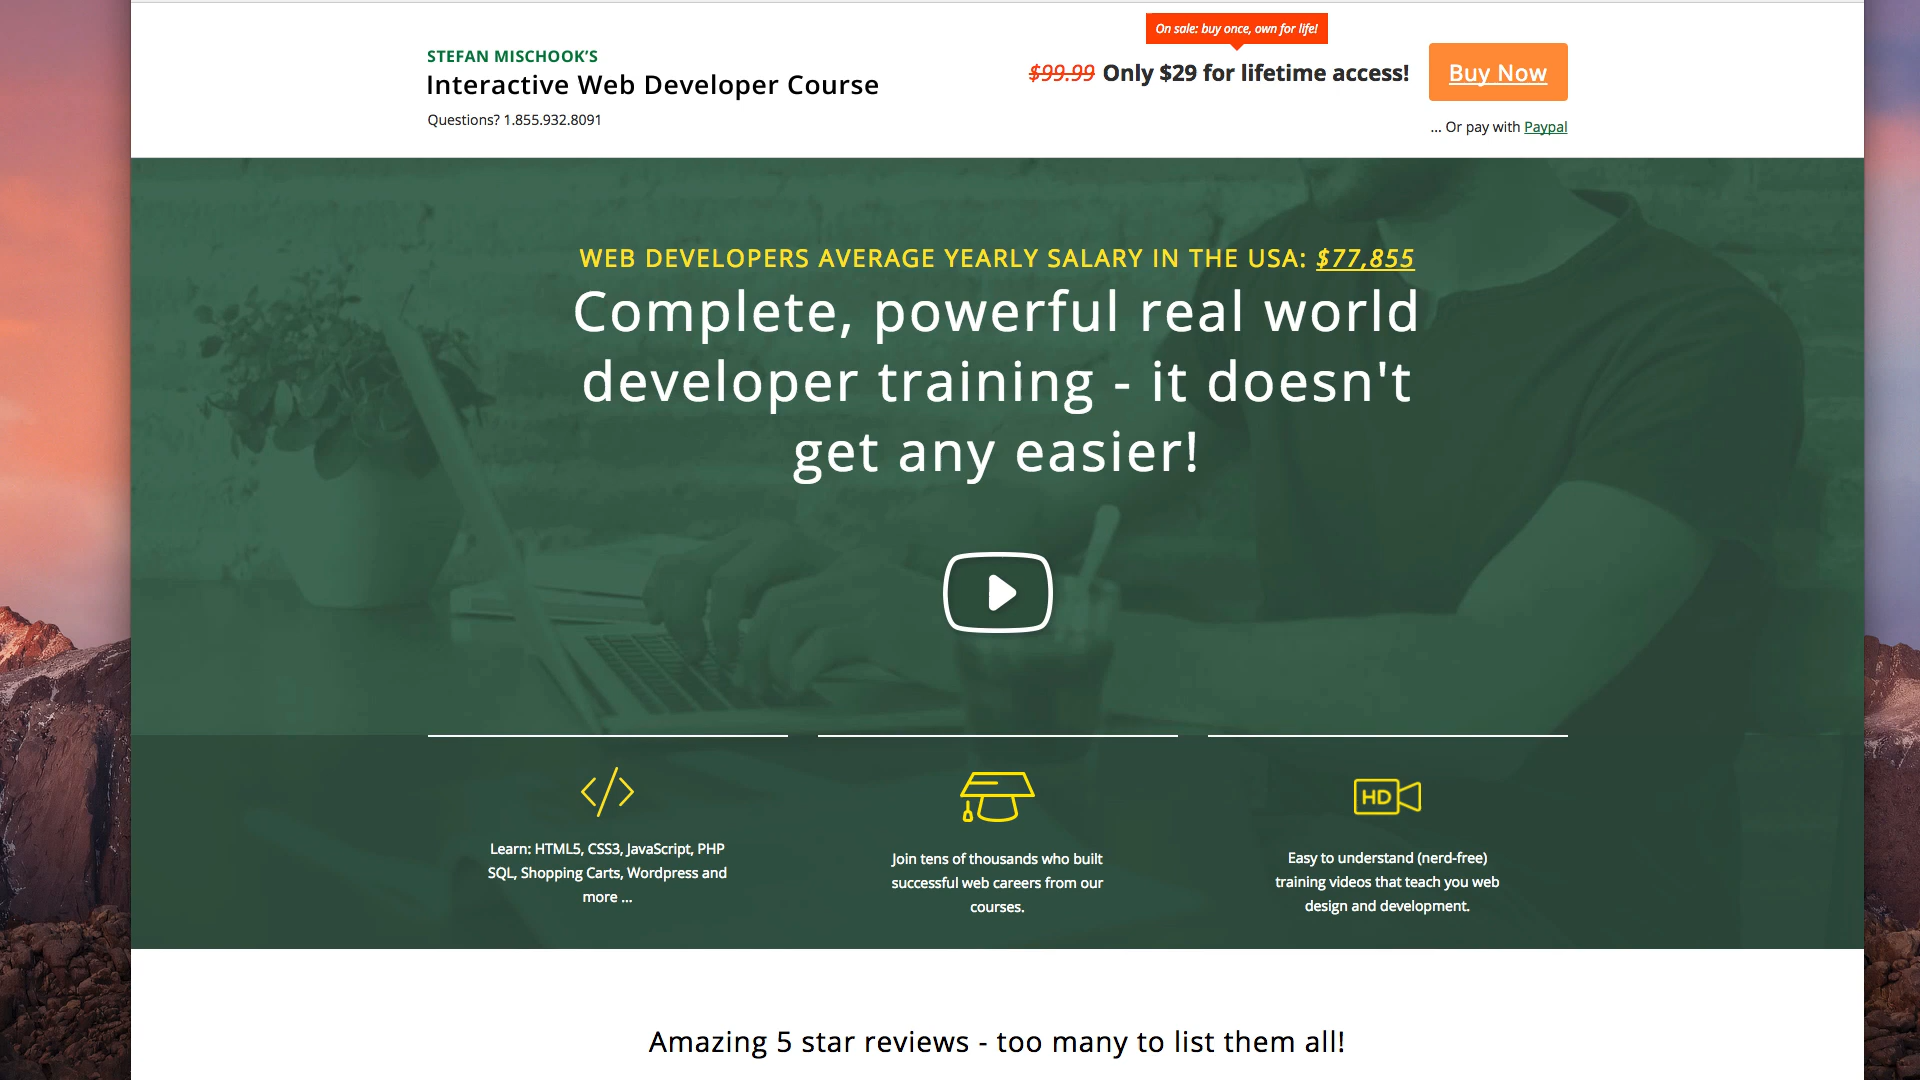 On sale: buy once, own for life!
STEFAN MISCHOOK'S
Interactive Web Developer Course
$99.99 Only $29 for lifetime access!
Buy Now
Questions? 1.855.932.8091
... Or pay with Paypal
WEB DEVELOPERS AVERAGE YEARLY SALARY IN THE USA: $77,855
Complete, powerful real world
developer training - it doesn't
get any easier!
HD
Learn: HTML5, CSS3, JavaScript, PHP
SQL, Shopping Carts, Wordpress and
more ...
Join tens of thousands who built
successful web careers from our
courses.
Easy to understand (nerd-free)
training videos that teach you web
design and development.
Amazing 5 star reviews - too many to list them all!